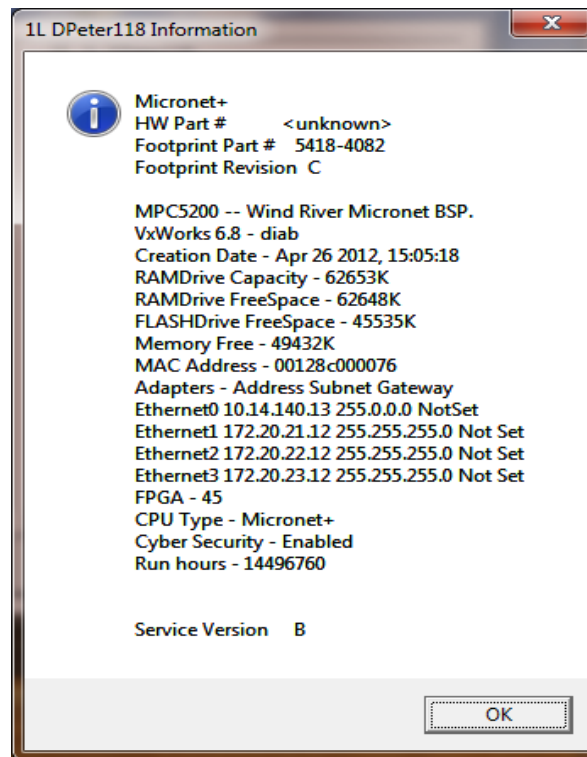 1L DPeter118 Information
Micronet+
HW Part # <unknown>
Footprint Part # 5418-4082
Footprint Revision C
MPC5200 -- Wind River Micronet BSP.
VxWorks 6.8 - diab
Creation Date - Apr 26 2012, 15:05:18
RAMDrive Capacity - 62653K
RAMDrive FreeSpace - 62648K
FLASHDrive FreeSpace - 45535K
Memory Free - 49432K
MAC Address - 00128c000076
Adapters - Address Subnet Gateway
Ethernet0 10.14.140.13 255.0.0.0 NotSet
Ethernet1 172.20.21.12 255.255.255.0 Not Set
Ethernet2 172.20.22.12 255.255.255.0 Not Set
Ethernet3 172.20.23.12 255.255.255.0 Not Set
FPGA - 45
CPU Type - Micronet+
Cyber Security - Enabled
Run hours - 14496760
Service Version B
OK